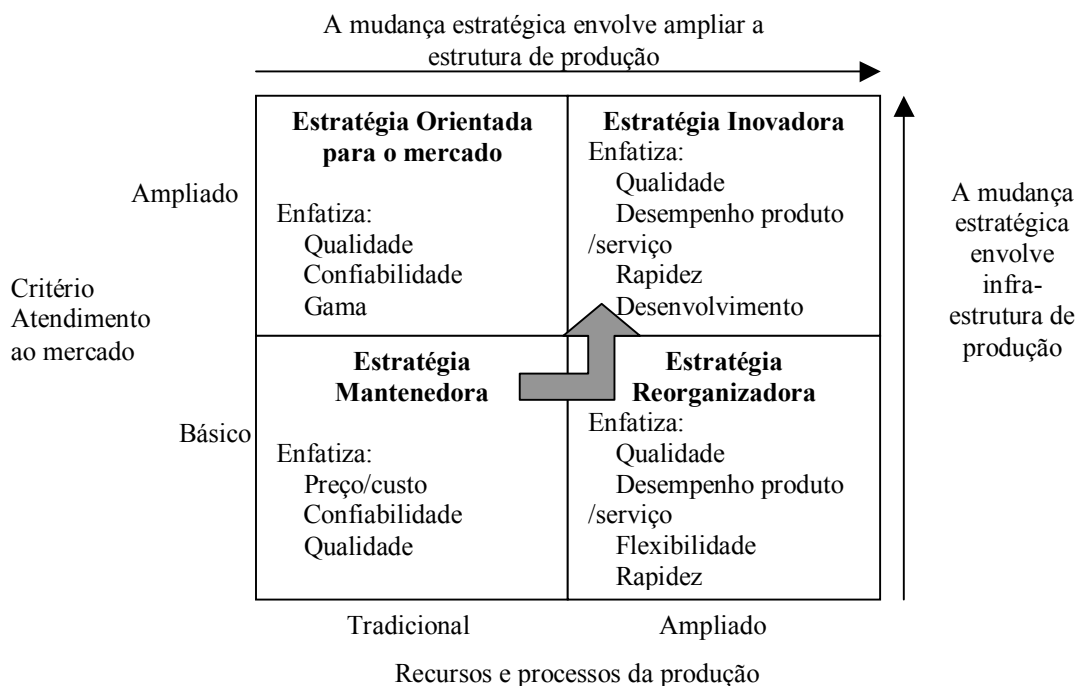 A mudança estratégica envolve ampliar a
estrutura de produção
Estratégia Orientada
para o mercado
Enfatiza:
Qualidade
Confiabilidade
Gama
Estratégia Inovadora
Enfatiza:
Qualidade
Desempenho produto
/serviço
Rapidez
Desenvolvimento
Ampliado
Critério
Atendimento
ao mercado
A mudança
estratégica
envolve
infra-
estrutura de
produção
Básico
Estratégia
Mantenedora
Enfatiza:
Preço/custo
Confiabilidade
Qualidade
Estratégia
Reorganizadora
Enfatiza:
Qualidade
Desempenho produto
/serviço
Flexibilidade
Rapidez
Tradicional
Ampliado
Recursos e processos da produção